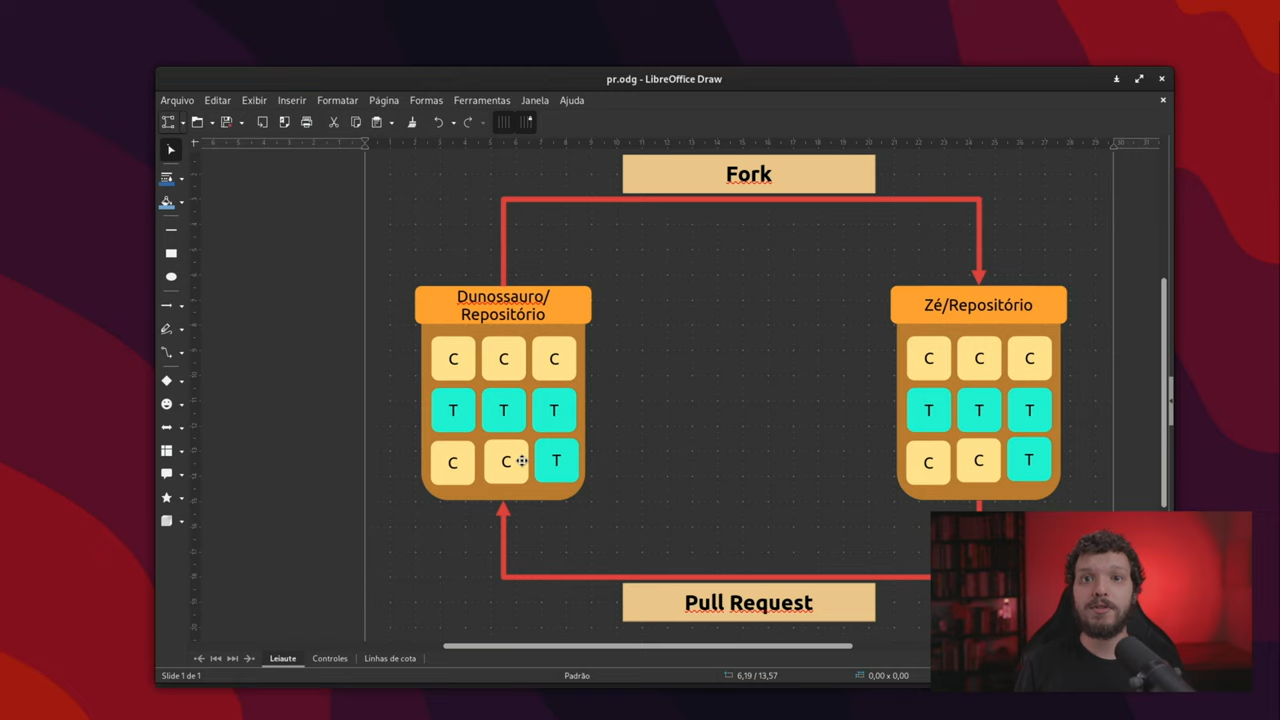 pr.odg - LibreOffice Draw
Arquivo Editar Exibir Inserir Formatar Página Formas Ferramentas Janela Ajuda
Fork
Dunossauro/
Repositório
Zé/Repositório
C C C
C C C
T T T
T T T
C C T
C C T
Pull Request
Leiaute Controles Linhas de cota
Slide 1 de 1
Padrão
6,19 / 13,57
0,00 x 0,00